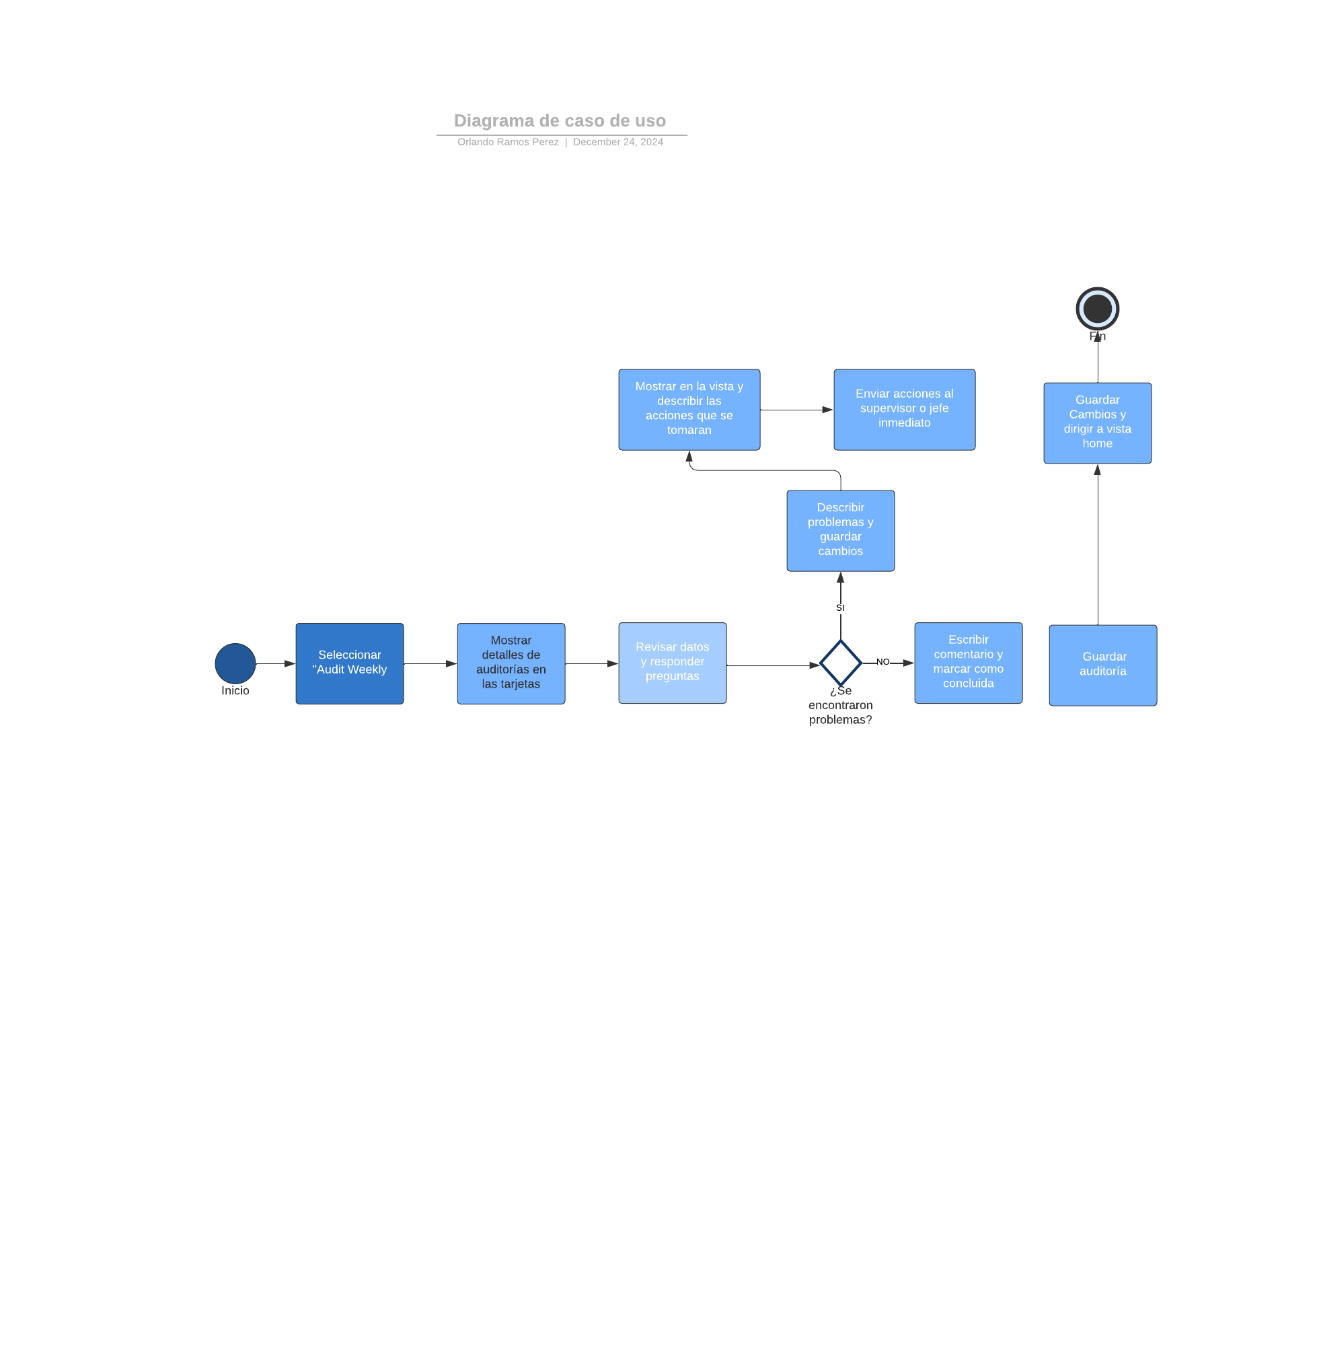 Diagrama de caso de uso
Orlando Ramos Perez | December 24, 2024
Fin
Mostrar en la vista y
describir las
acciones que se
tomaran
Enviar acciones al
supervisor o jefe
inmediato
Guardar
Cambios y
dirigir a vista
home
Describir
problemas y
guardar
cambios
SI
Inicio
Seleccionar
"Audit Weekly
Mostrar
detalles de
auditorías en
las tarjetas
Revisar datos
y responder
preguntas
¿Se
encontraron
problemas?
NO
Escribir
comentario y
marcar como
concluida
Guardar
auditoría